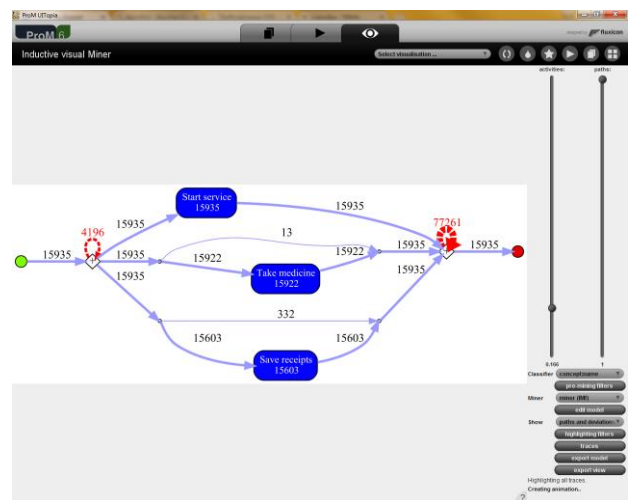 ProM UITopia
ProM 6
fluxicon
Inductive visual Miner
Select visualisation ...
activities:
paths:
Start service
15935
15935
77261
4196
15935
13
15935
15935
15922
15922
15935
15935
Take medicine
15922
15935
15935
332
15603
15603
Save receipts
15603
0.166
1
Classifier
concept:name
pre-mining filters
Miner
miner (IMf)
edit model
Show
paths and deviations
highlighting filters
traces
export model
export view
Highlighting all traces
Creating animation..
?